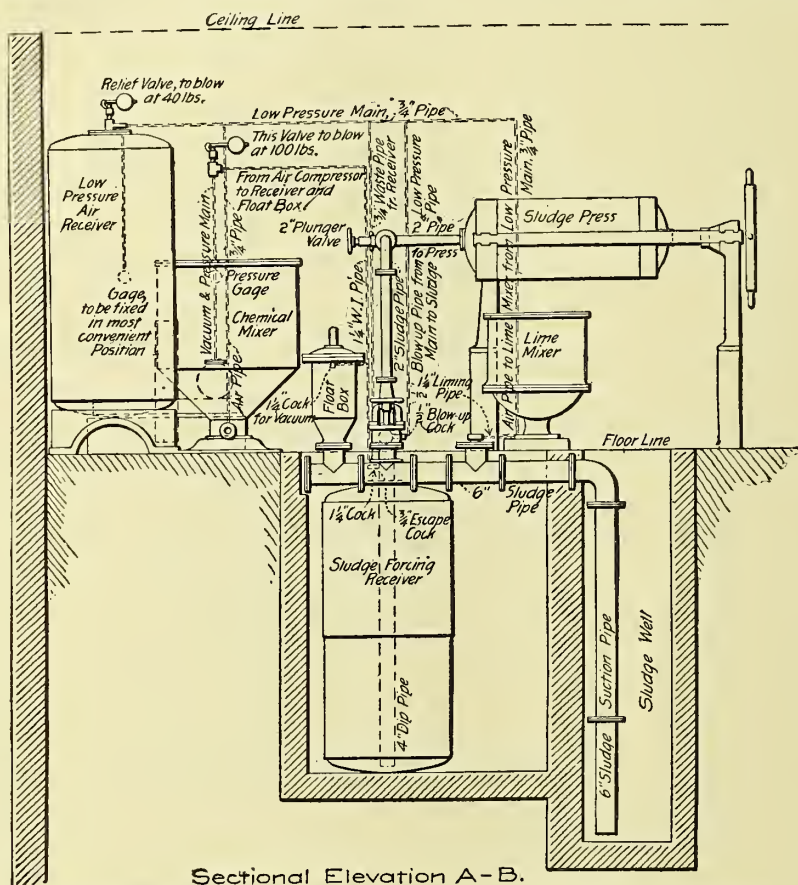 Ceiling Line
Relief Valve, to blow
at 40 lbs.
Low Pressure Main, 3/4" Pipe
This Valve to blow
at 100 lbs.
From Air Compressor
to Receiver and
Float Box
Low
Pressure
Air
Receiver
Gage,
to be fixed
in most
convenient
Position
Vacuum & Pressure Main
3/4" Pipe
Pressure
Gage
Chemical
Mixer
Air Pipe
2" Plunger
Valve
1 1/4" W.I. Pipe
3/4" Waste Pipe
fr. Receiver
2" Sludge Pipe
Low Pressure
Pipe
Blowup Pipe from
Main to Sludge
2" Pipe
to Press
Air Pipe to Lime Mixer from Low Pressure
Main. 3/4" Pipe
Sludge Press
Lime
Mixer
Float
Box
1 1/4" Cock
for Vacuum
1 1/4" Liming
Pipe
1/2" Blow-up
Cock
Floor Line
6" Sludge
Pipe
1 1/4" Cock
3/4" Escape
Cock
Sludge Forcing
Receiver
4" Dip Pipe
6" Sludge Suction Pipe
Sludge Well
Sectional Elevation A-B.